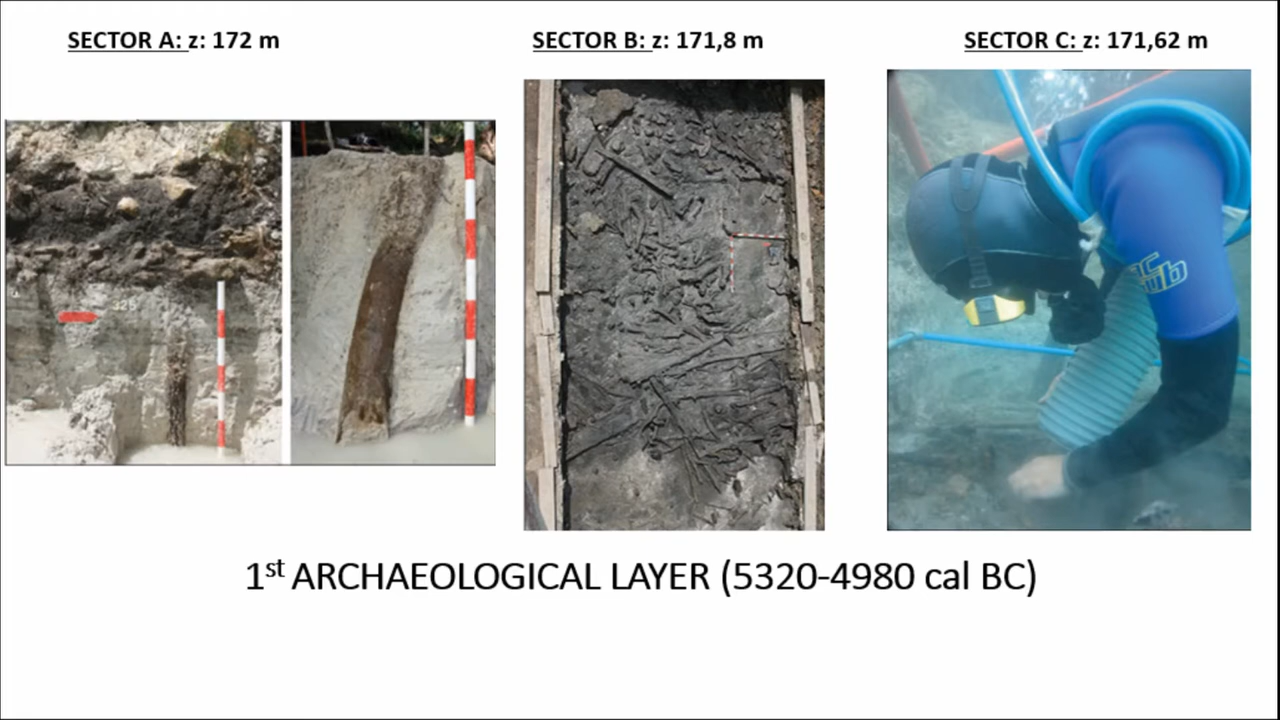 SECTOR A: z: 172 m
SECTOR B: z: 171,8 m
SECTOR C: z: 171,62 m
1st ARCHAEOLOGICAL LAYER (5320-4980 cal BC)